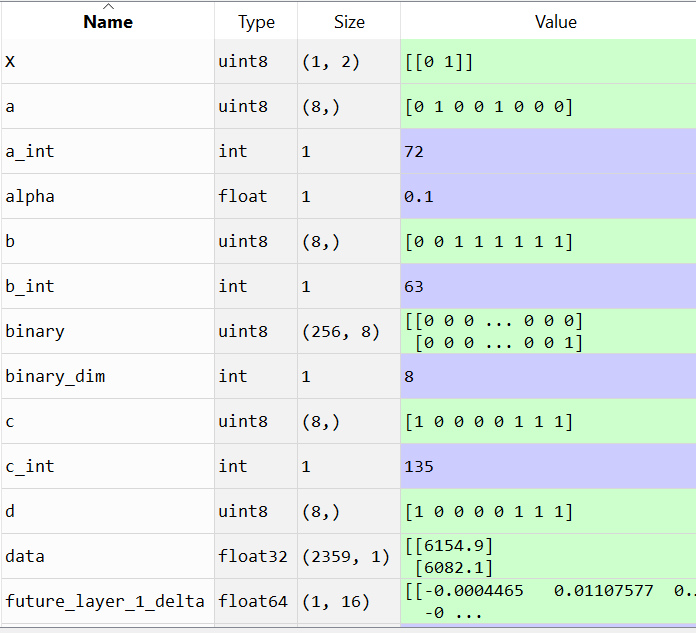 Name Type Size Value
X uint8 (1, 2) [[0 1]]
a uint8 (8,) [0 1 0 0 1 0 0 0]
a_int int 1 72
alpha float 1 0.1
b uint8 (8,) [0 0 1 1 1 1 1 1]
b_int int 1 63
binary uint8 (256, 8) [[0 0 0 ... 0 0 0]
[0 0 0 ... 0 0 1]
binary_dim int 1 8
c uint8 (8,) [1 0 0 0 0 1 1 1]
c_int int 1 135
d uint8 (8,) [1 0 0 0 0 1 1 1]
data float32 (2359, 1) [[6154.9]
[6082.1]
future_layer_1_delta float64 (1, 16) [[-0.0004465 0.01107577 0..
-0 ...